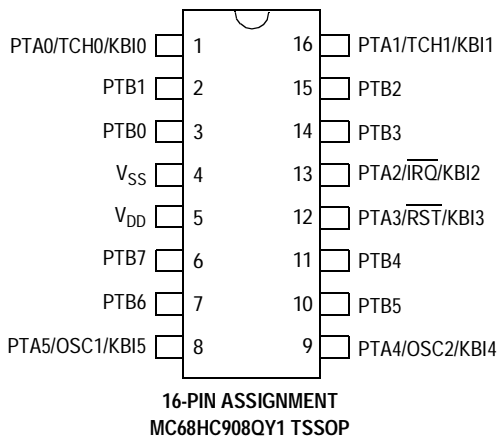 PTA0/TCH0/KBI0 1 16 PTA1/TCH1/KBI1
PTB1 2 15 PTB2
PTB0 3 14 PTB3
VSS 4 13 PTA2/IRQ/KBI2
VDD 5 12 PTA3/RST/KBI3
PTB7 6 11 PTB4
PTB6 7 10 PTB5
PTA5/OSC1/KBI5 8 9 PTA4/OSC2/KBI4
16-PIN ASSIGNMENT
MC68HC908QY1 TSSOP